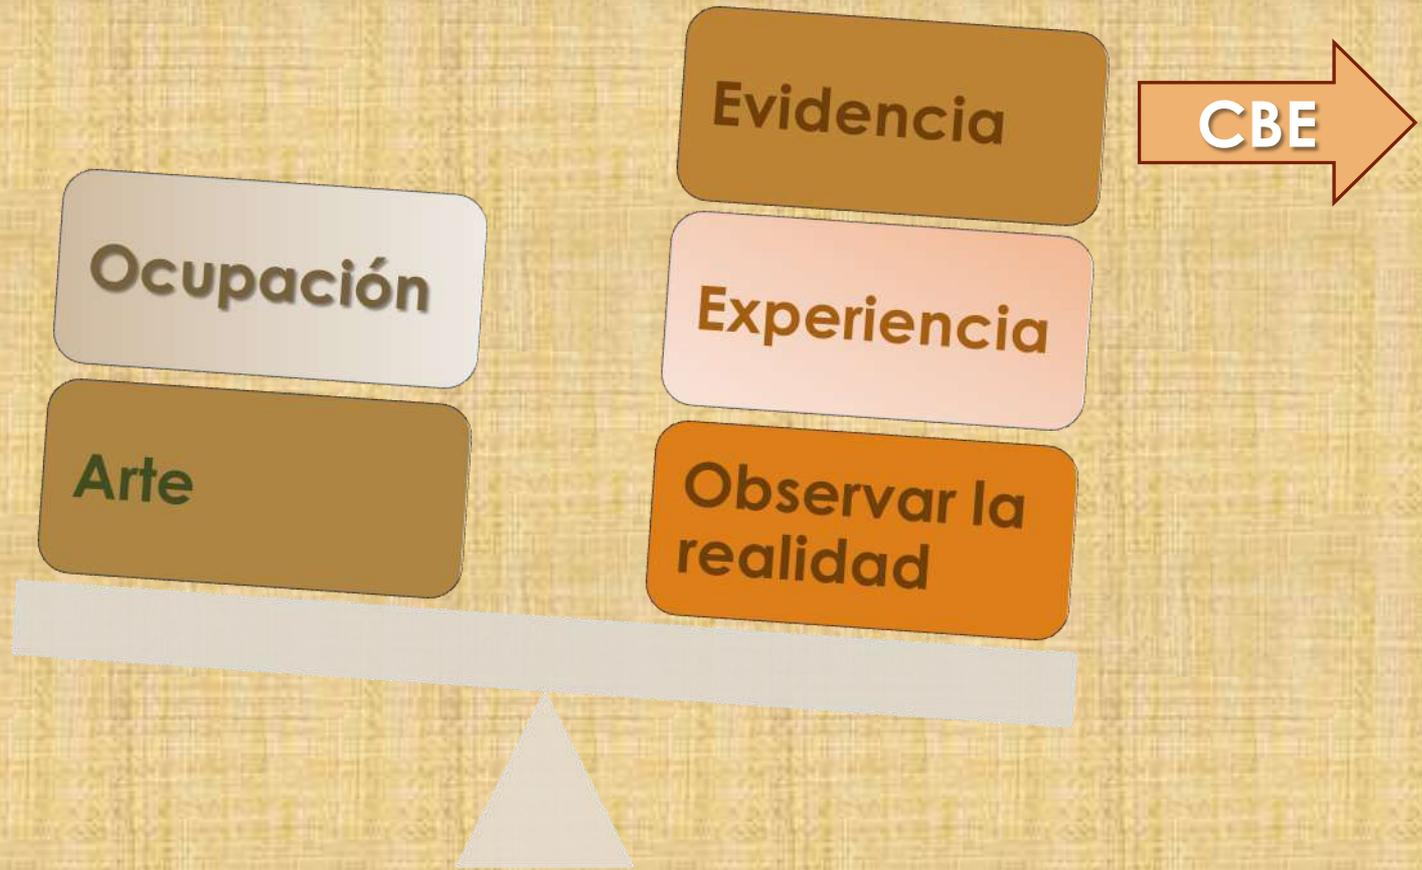 Ocupación
Arte
Evidencia
Experiencia
Observar la
realidad
CBE